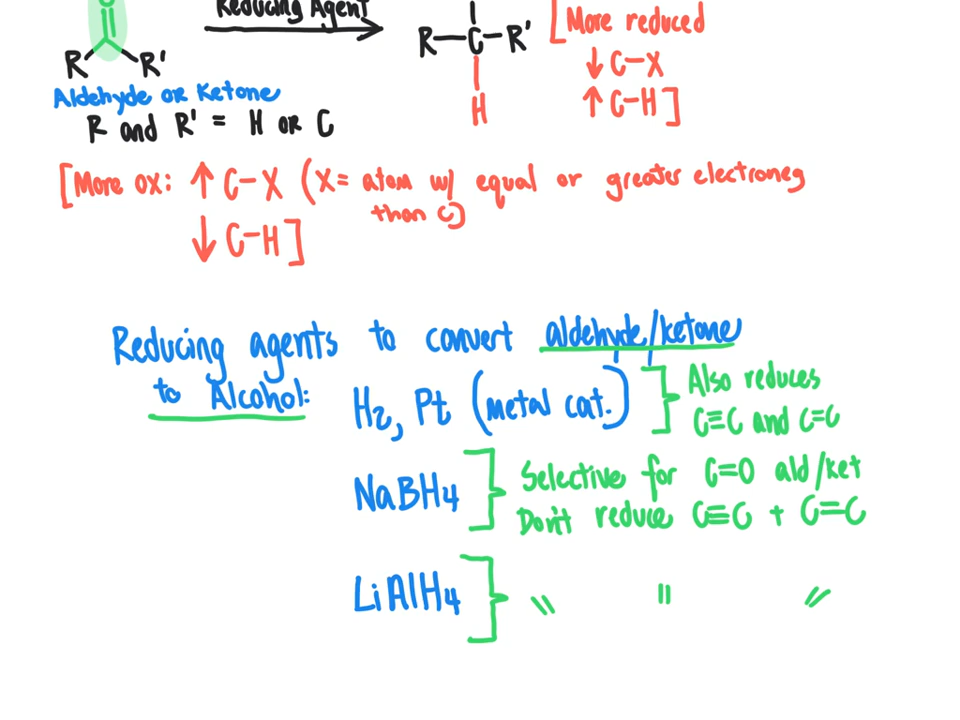 O
Reducing Agent
R R'
R—C—R'
H
[More reduced
↓ C–X
↑ C–H]
Aldehyde or Ketone
R and R' = H or C
[More ox: ↑ C–X (X= atom w/ equal or greater electroneg
than C)
↓ C–H]
Reducing agents to convert aldehyde/ketone
to Alcohol:
H2, Pt (metal cat.)
Also reduces
C≡C and C=C
NaBH4
Selective for C=O ald/ket
Don't reduce C≡C + C=C
LiAlH4
" " "